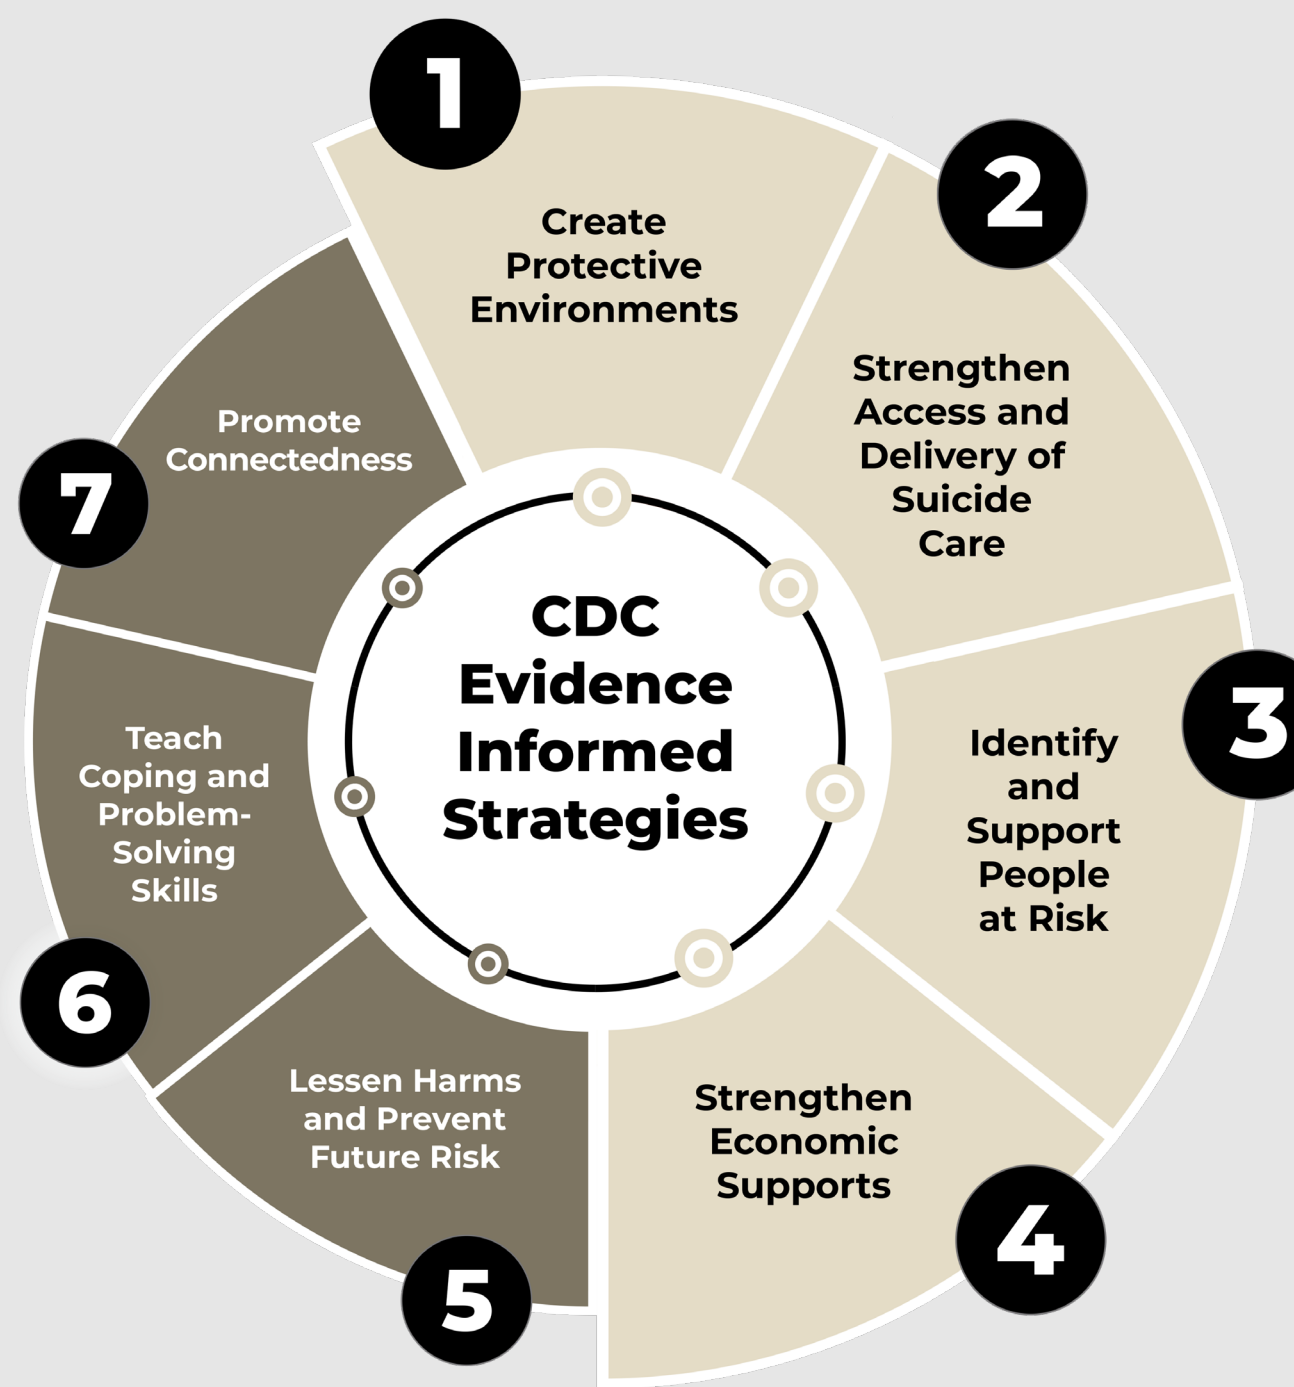 1
Create
Protective
Environments
2
Strengthen
Access and
Delivery of
Suicide
Care
3
Identify
and
Support
People
at Risk
4
Strengthen
Economic
Supports
5
Lessen Harms
and Prevent
Future Risk
6
Teach
Coping and
Problem-
Solving
Skills
7
Promote
Connectedness
CDC
Evidence
Informed
Strategies